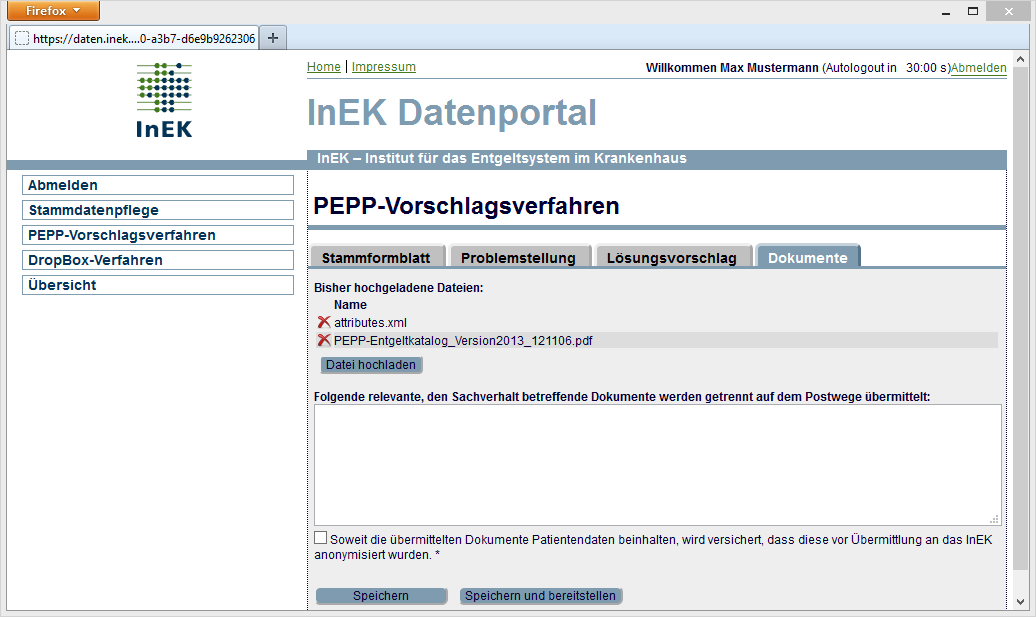 Firefox
https://daten.inek....0-a3b7-d6e9b9262306
InEK
Home | Impressum
Willkommen Max Mustermann (Autologout in 30:00 s)Abmelden
InEK Datenportal
InEK – Institut für das Entgeltsystem im Krankenhaus
Abmelden
Stammdatenpflege
PEPP-Vorschlagsverfahren
DropBox-Verfahren
Übersicht
PEPP-Vorschlagsverfahren
Stammformblatt
Problemstellung
Lösungsvorschlag
Dokumente
Bisher hochgeladene Dateien:
Name
attributes.xml
PEPP-Entgeltkatalog_Version2013_121106.pdf
Datei hochladen
Folgende relevante, den Sachverhalt betreffende Dokumente werden getrennt auf dem Postwege übermittelt:
Soweit die übermittelten Dokumente Patientendaten beinhalten, wird versichert, dass diese vor Übermittlung an das InEK
anonymisiert wurden. *
Speichern
Speichern und bereitstellen